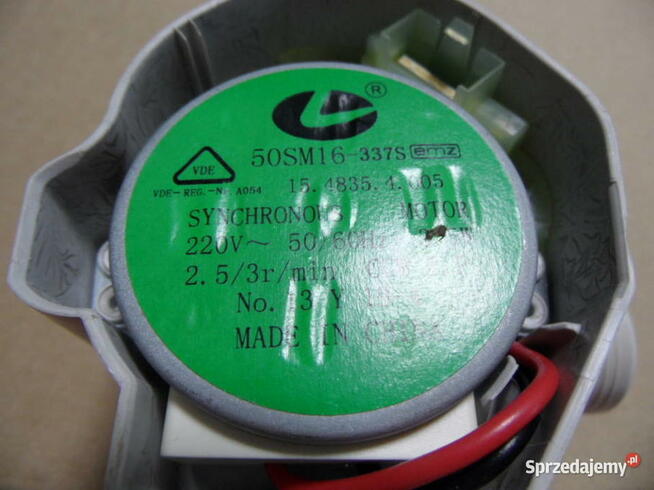 ®
50SM16-337S emz
VDE
VDE-REG.-Nr. A054
15.4835.4.005
SYNCHRONOUS MOTOR
220V～ 50/60Hz
2.5/3r/min
No.
MADE IN CHINA
Sprzedajemy.pl